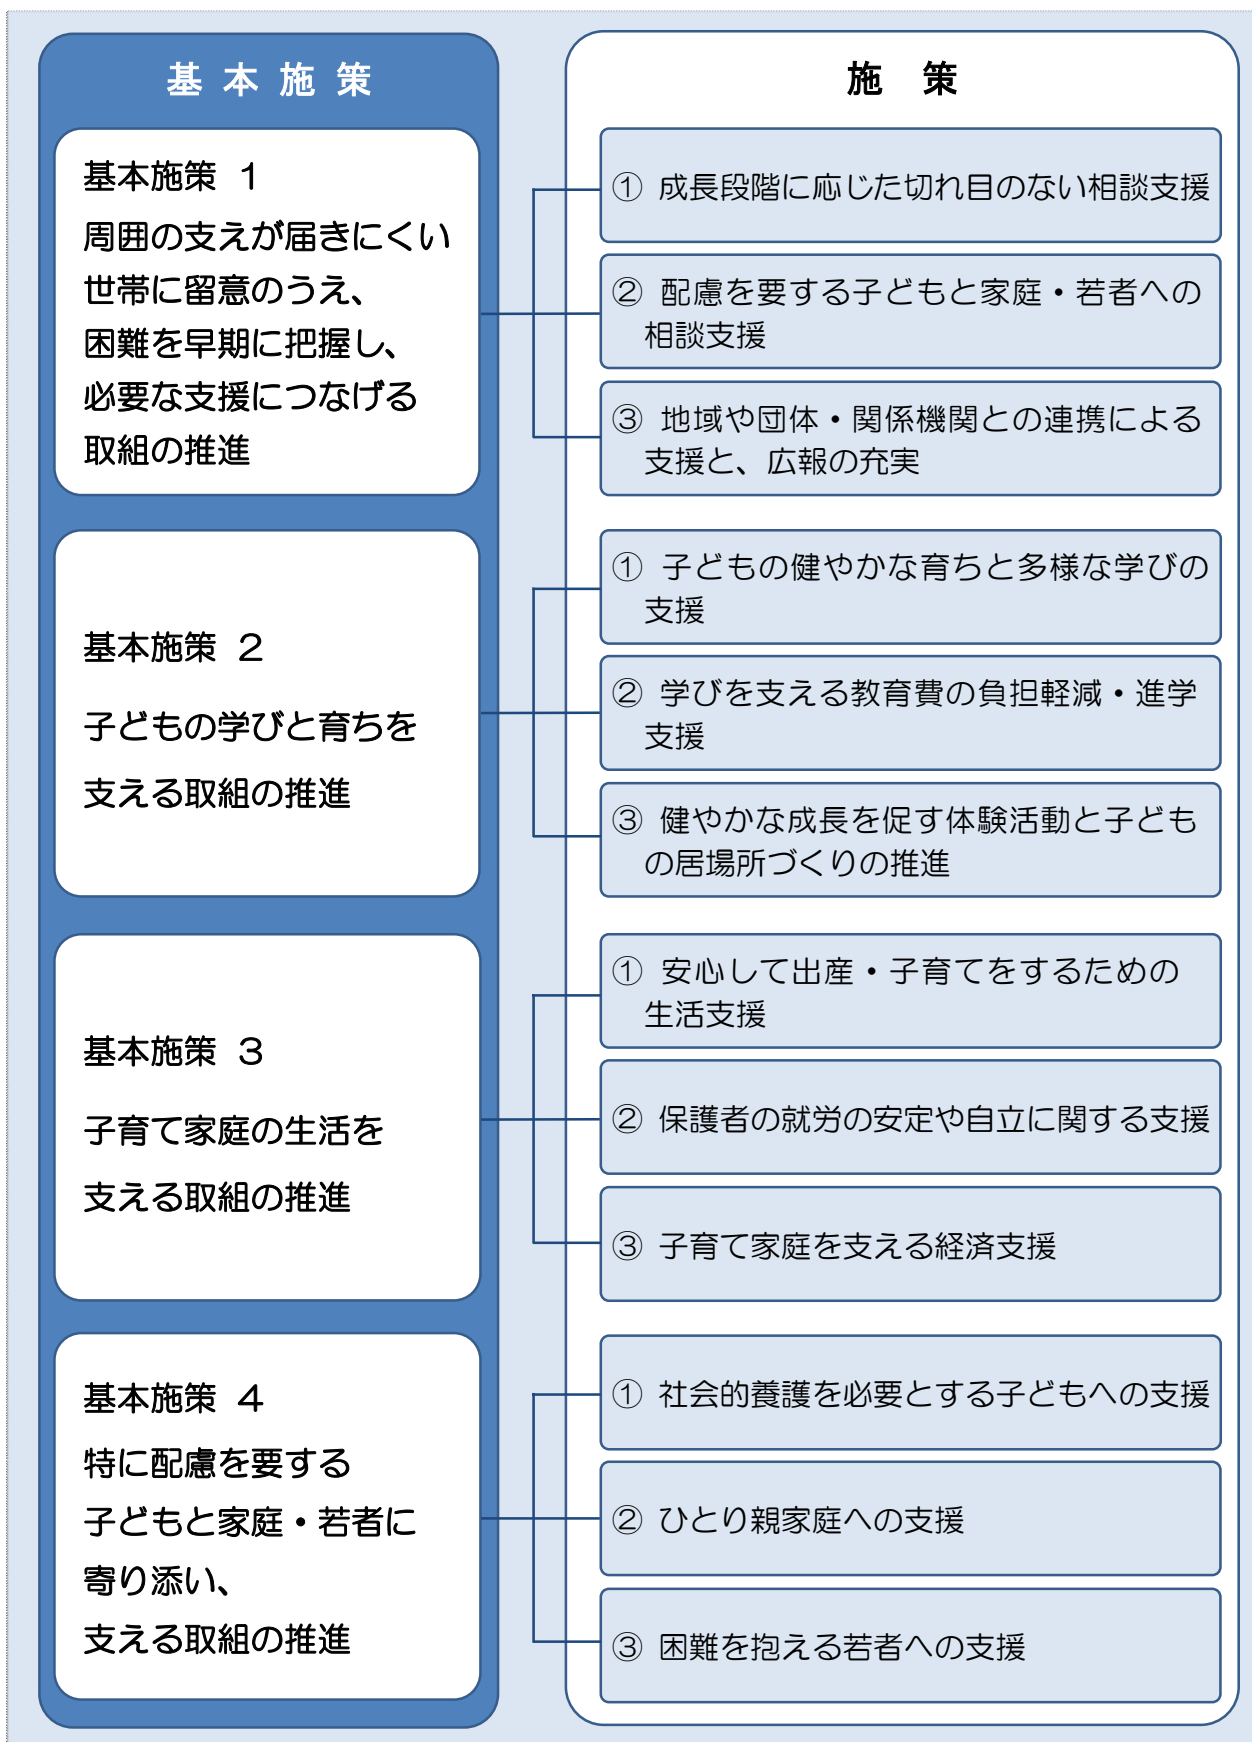 基本施策
基本施策 1
周囲の支えが届きにくい
世帯に留意のうえ、
困難を早期に把握し、
必要な支援につなげる
取組の推進
基本施策 2
子どもの学びと育ちを
支える取組の推進
基本施策 3
子育て家庭の生活を
支える取組の推進
基本施策 4
特に配慮を要する
子どもと家庭・若者に
寄り添い、
支える取組の推進
施 策
① 成長段階に応じた切れ目のない相談支援
② 配慮を要する子どもと家庭・若者への
相談支援
③ 地域や団体・関係機関との連携による
支援と、広報の充実
① 子どもの健やかな育ちと多様な学びの
支援
② 学びを支える教育費の負担軽減・進学
支援
③ 健やかな成長を促す体験活動と子ども
の居場所づくりの推進
① 安心して出産・子育てをするための
生活支援
② 保護者の就労の安定や自立に関する支援
③ 子育て家庭を支える経済支援
① 社会的養護を必要とする子どもへの支援
② ひとり親家庭への支援
③ 困難を抱える若者への支援